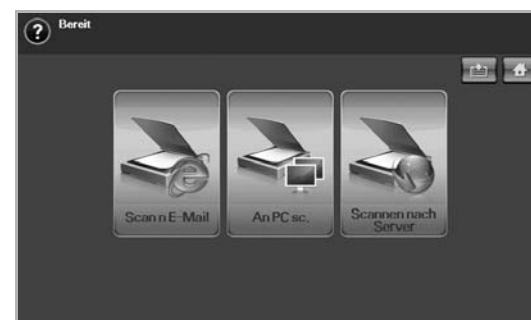 Bereit
Scan n E-Mail
An PC sc.
Scannen nach
Server